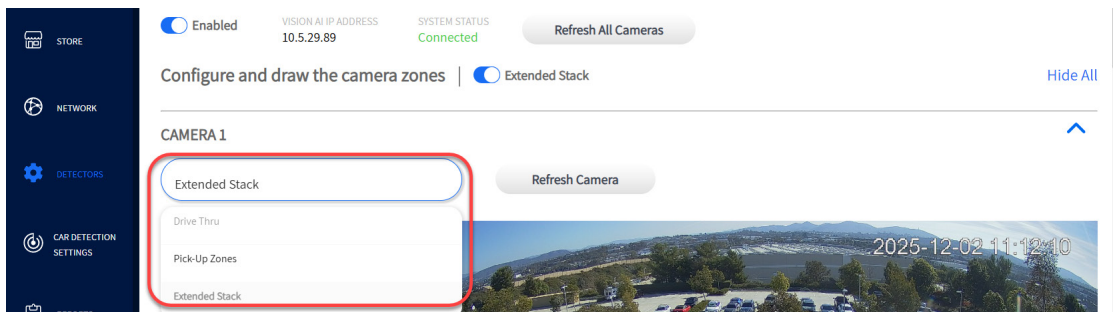 STORE
NETWORK
DETECTORS
CAR DETECTION
SETTINGS
Enabled
VISION AI IP ADDRESS
10.5.29.89
SYSTEM STATUS
Connected
Refresh All Cameras
Configure and draw the camera zones
Extended Stack
Hide All
CAMERA 1
Extended Stack
Refresh Camera
Drive Thru
Pick-Up Zones
Extended Stack
2025-12-02 11:12:10